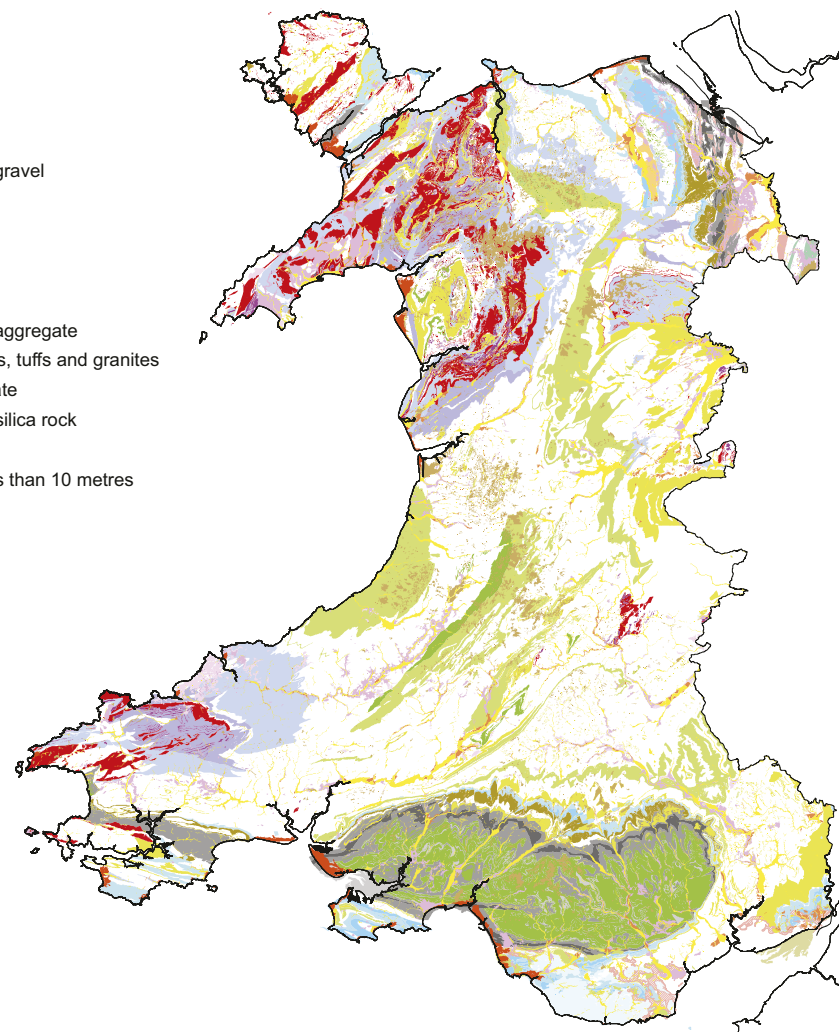 gravel
aggregate
s, tuffs and granites
ate
silica rock
s than 10 metres